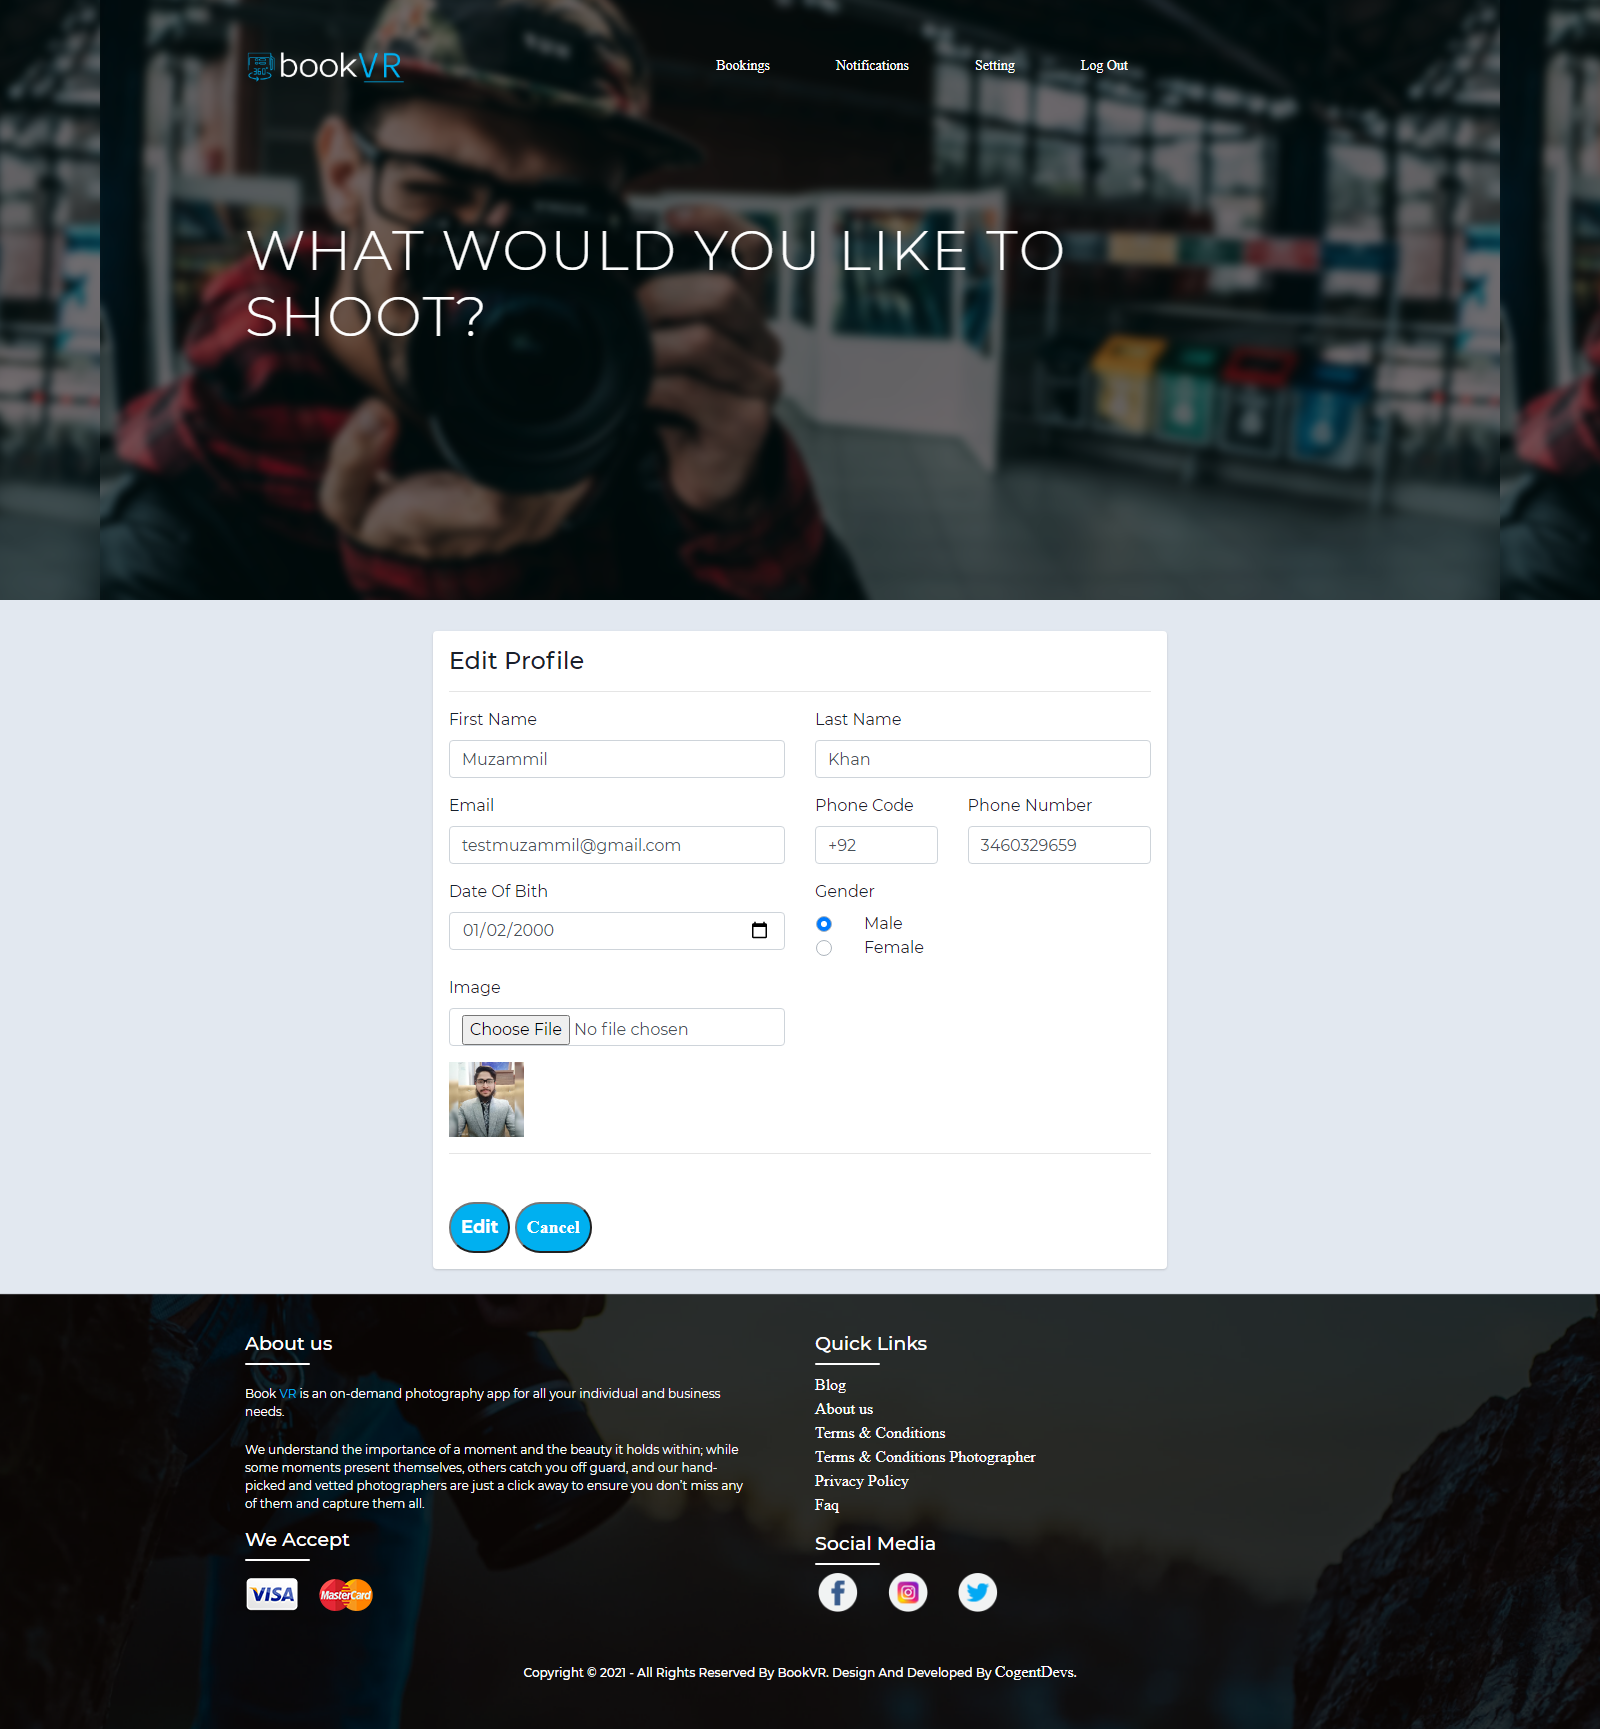 360°
bookVR
Bookings Notifications Setting Log Out
WHAT WOULD YOU LIKE TO
SHOOT?
Edit Profile
First Name Last Name
Muzammil Khan
Email Phone Code Phone Number
testmuzammil@gmail.com +92 3460329659
Date Of Bith Gender
01/02/2000 Male
Female
Image
Choose File No file chosen
Edit Cancel
About us
Book VR is an on-demand photography app for all your individual and business
needs.
We understand the importance of a moment and the beauty it holds within; while
some moments present themselves, others catch you off guard, and our hand-
picked and vetted photographers are just a click away to ensure you don't miss any
of them and capture them all.
We Accept
VISA MasterCard
Quick Links
Blog
About us
Terms & Conditions
Terms & Conditions Photographer
Privacy Policy
Faq
Social Media
Copyright © 2021 - All Rights Reserved By BookVR. Design And Developed By CogentDevs.